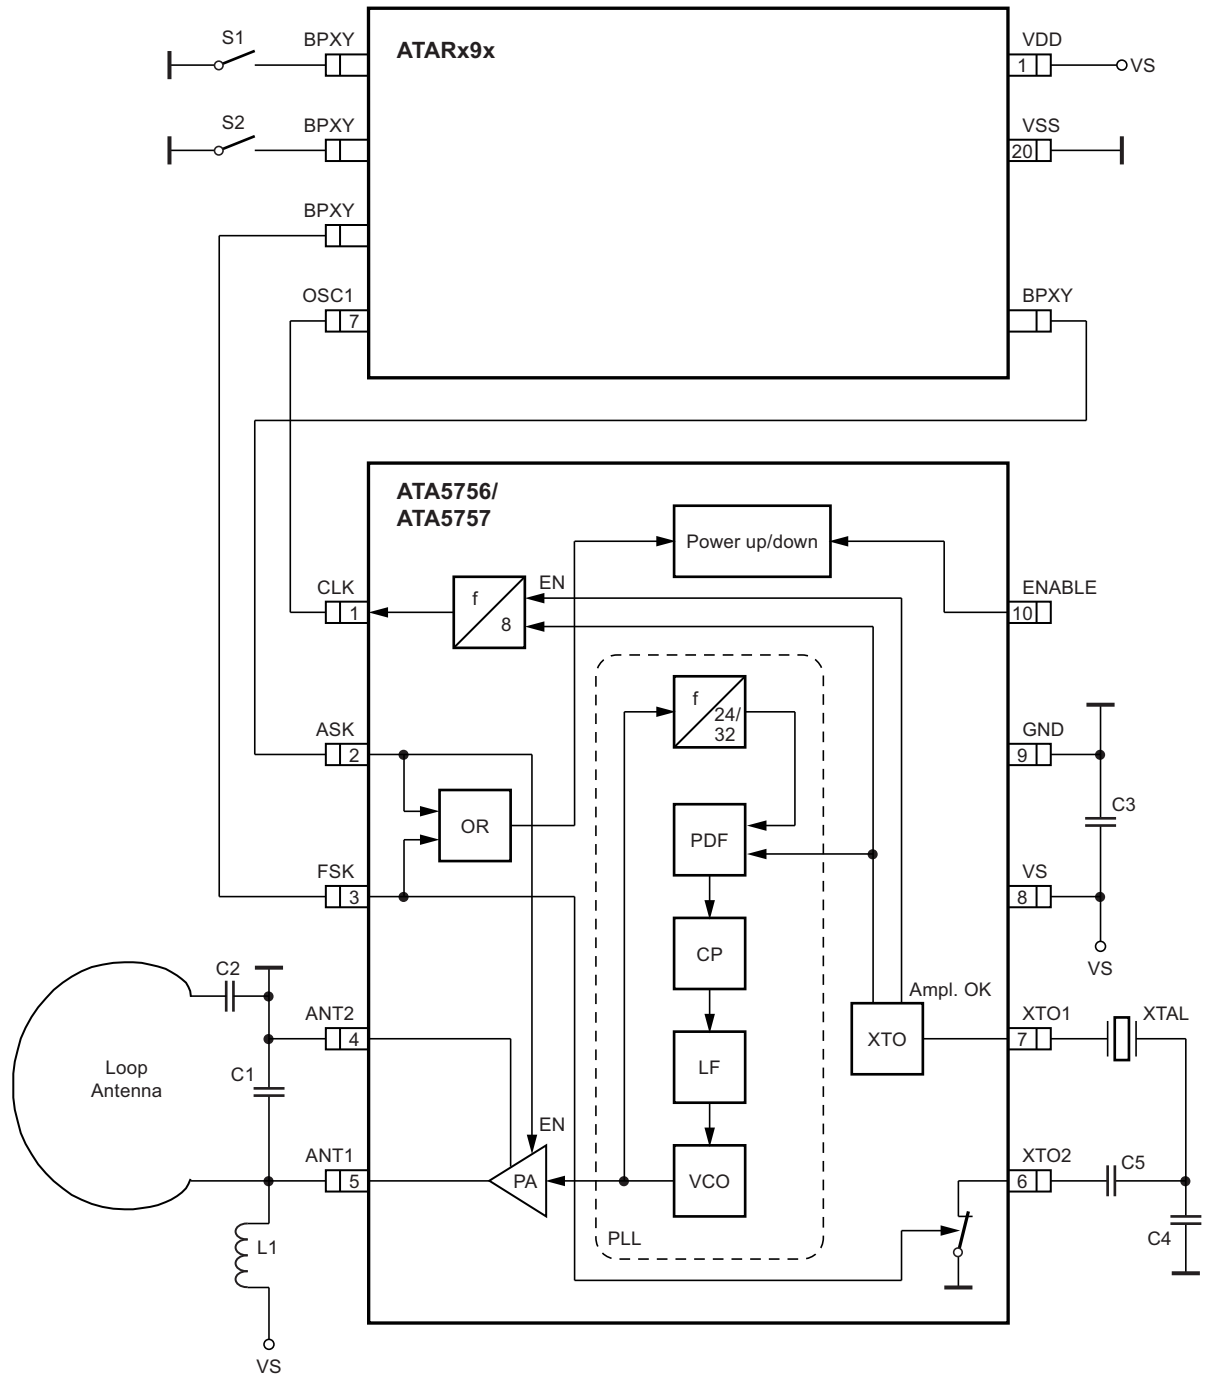 S1
BPXY
ATARx9x
VDD
1
VS
S2
BPXY
VSS
20
BPXY
OSC1
7
BPXY
ATA5756/
ATA5757
Power up/down
CLK
1
f
8
EN
ENABLE
10
f
24/
32
ASK
2
GND
9
OR
PDF
C3
FSK
3
VS
8
CP
VS
C2
Ampl. OK
ANT2
4
XTO
XTO1
7
XTAL
Loop
Antenna
C1
LF
EN
ANT1
5
PA
VCO
XTO2
6
C5
L1
PLL
C4
VS